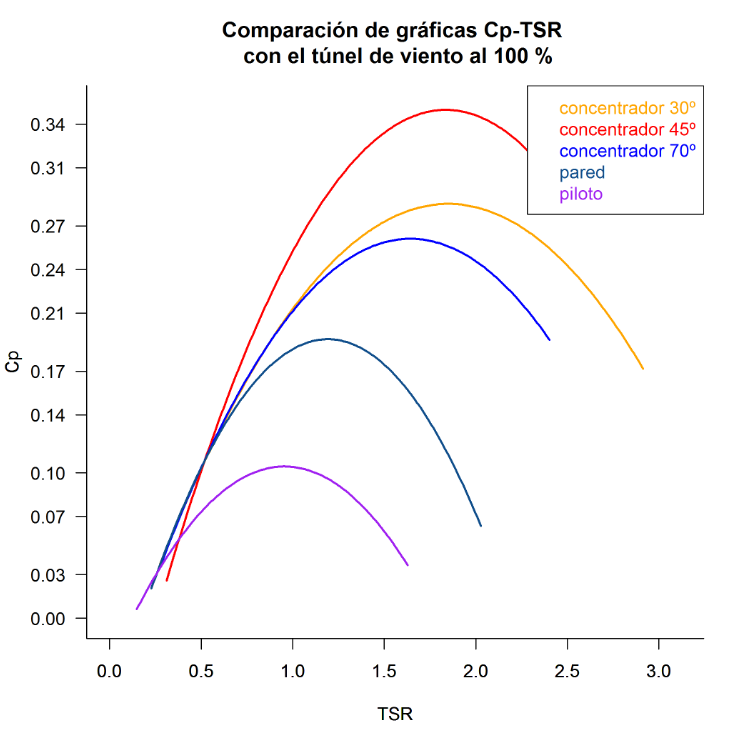 Comparación de gráficas Cp-TSR
con el túnel de viento al 100 %
concentrador 30º
concentrador 45º
concentrador 70º
pared
piloto
Cp
0.34
0.31
0.27
0.24
0.21
0.17
0.14
0.10
0.07
0.03
0.00
0.0 0.5 1.0 1.5 2.0 2.5 3.0
TSR